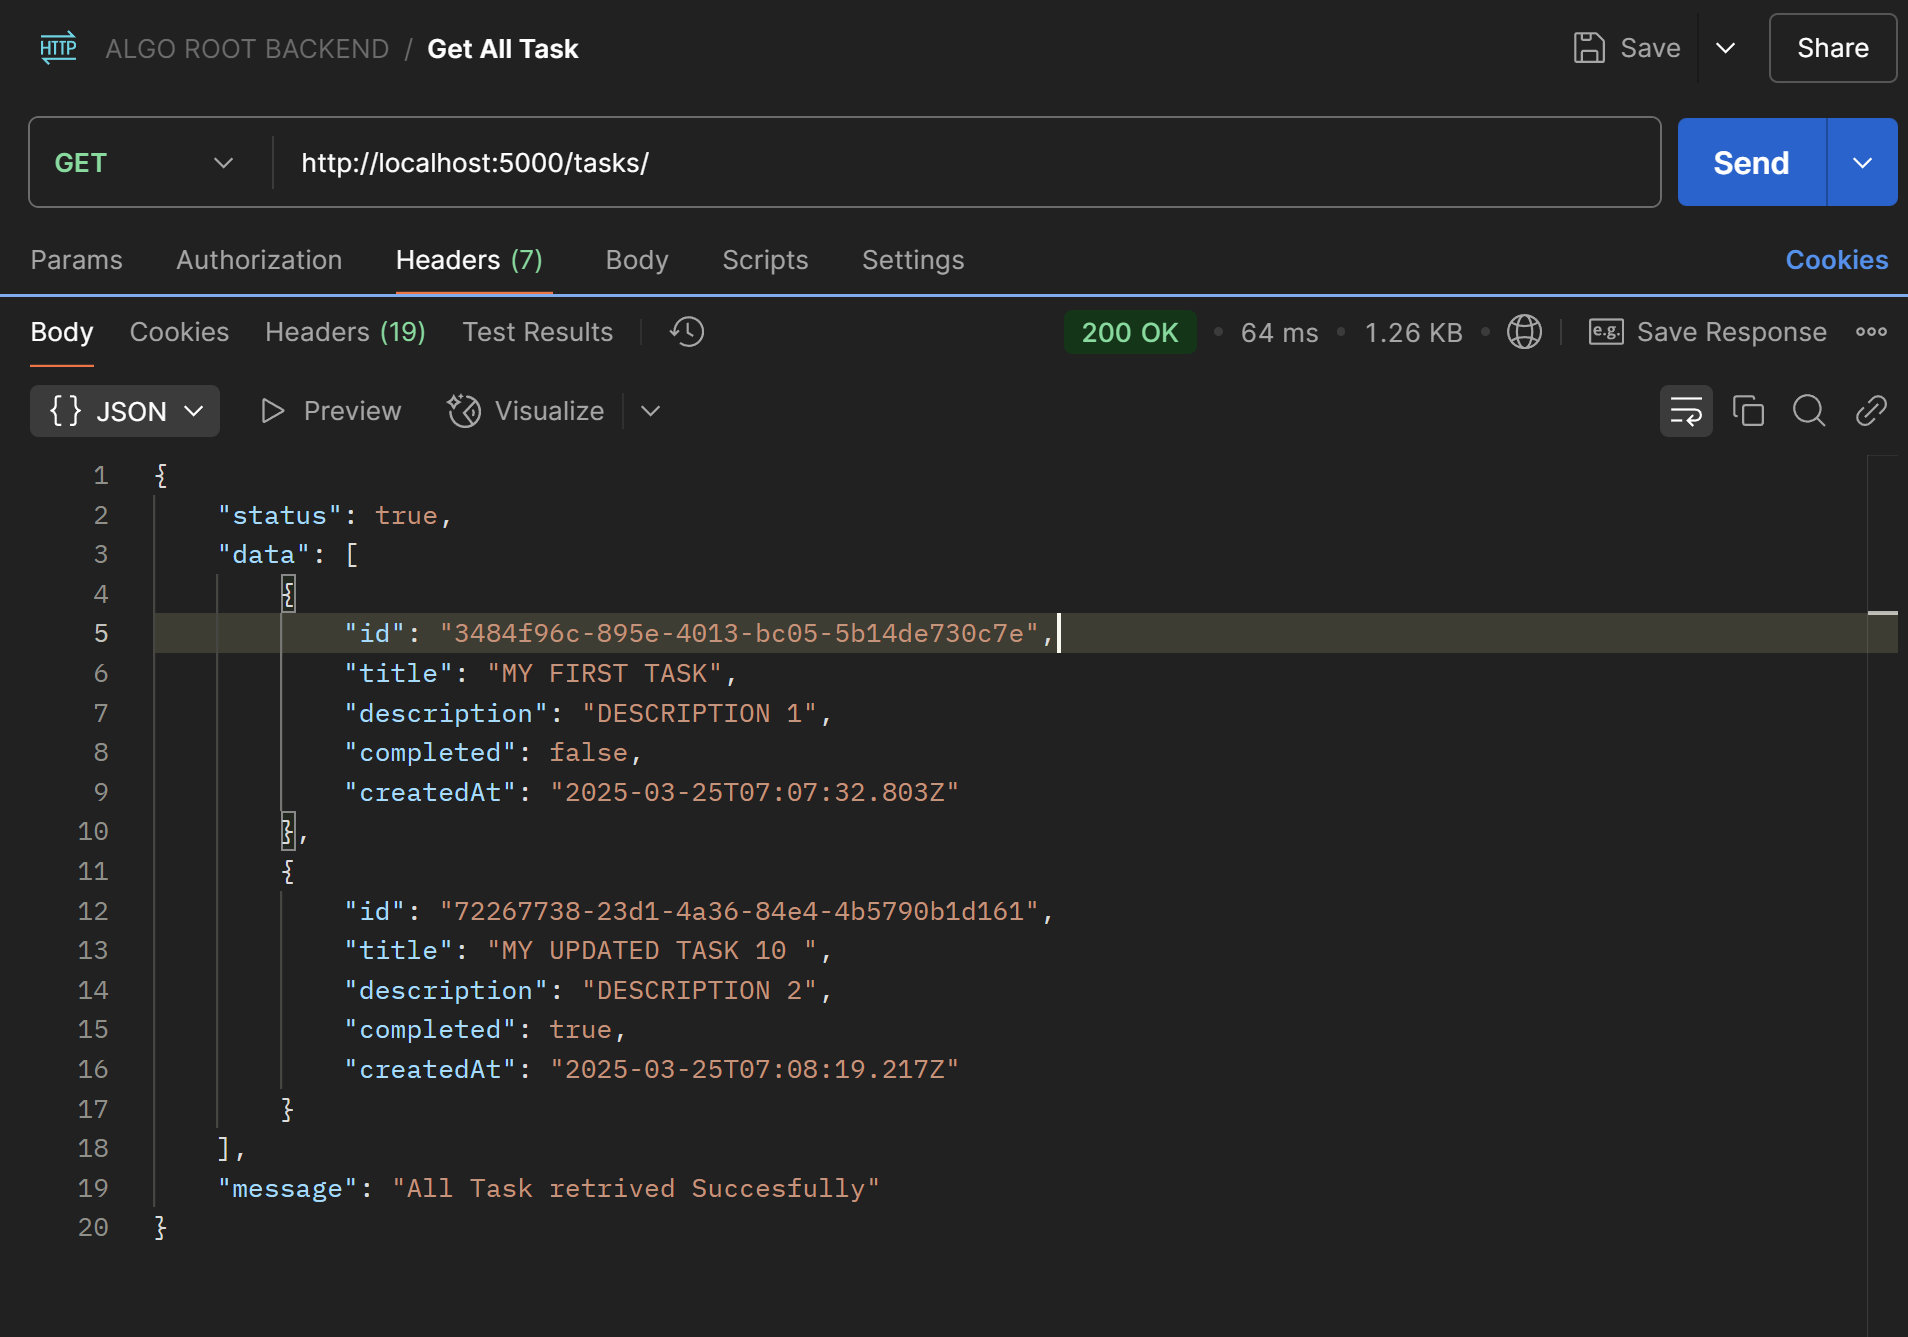 HTTP ALGO ROOT BACKEND / Get All Task Save Share
GET http://localhost:5000/tasks/ Send
Params Authorization Headers (7) Body Scripts Settings Cookies
Body Cookies Headers (19) Test Results 200 OK • 64 ms • 1.26 KB • e.g. Save Response
{ } JSON Preview Visualize
1 {
2 "status": true,
3 "data": [
4 {
5 "id": "3484f96c-895e-4013-bc05-5b14de730c7e",
6 "title": "MY FIRST TASK",
7 "description": "DESCRIPTION 1",
8 "completed": false,
9 "createdAt": "2025-03-25T07:07:32.803Z"
10 },
11 {
12 "id": "72267738-23d1-4a36-84e4-4b5790b1d161",
13 "title": "MY UPDATED TASK 10 ",
14 "description": "DESCRIPTION 2",
15 "completed": true,
16 "createdAt": "2025-03-25T07:08:19.217Z"
17 }
18 ],
19 "message": "All Task retrived Succesfully"
20 }